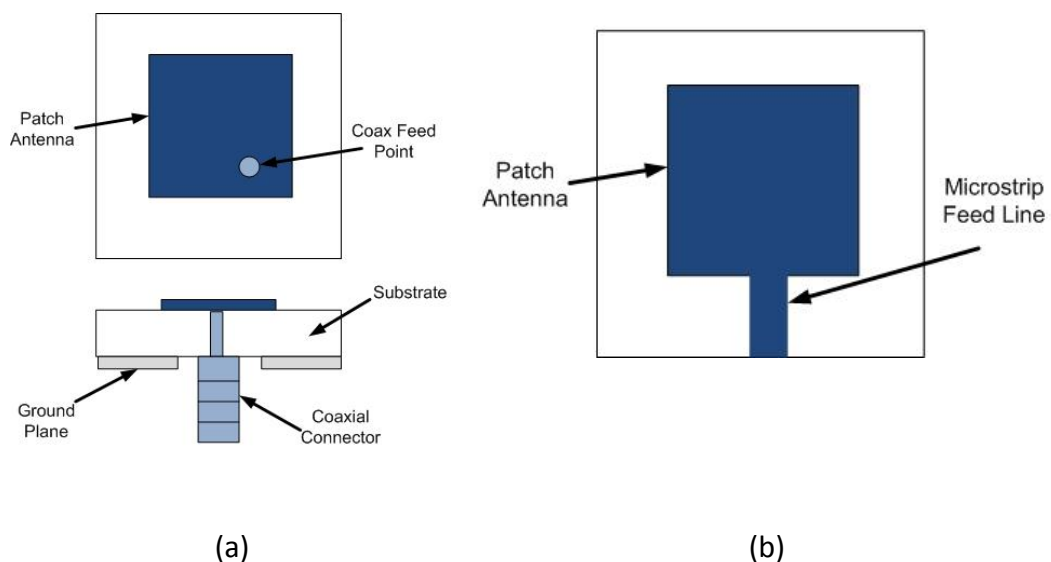 Patch
Antenna
Coax Feed
Point
Substrate
Ground
Plane
Coaxial
Connector
(a)
Patch
Antenna
Microstrip
Feed Line
(b)